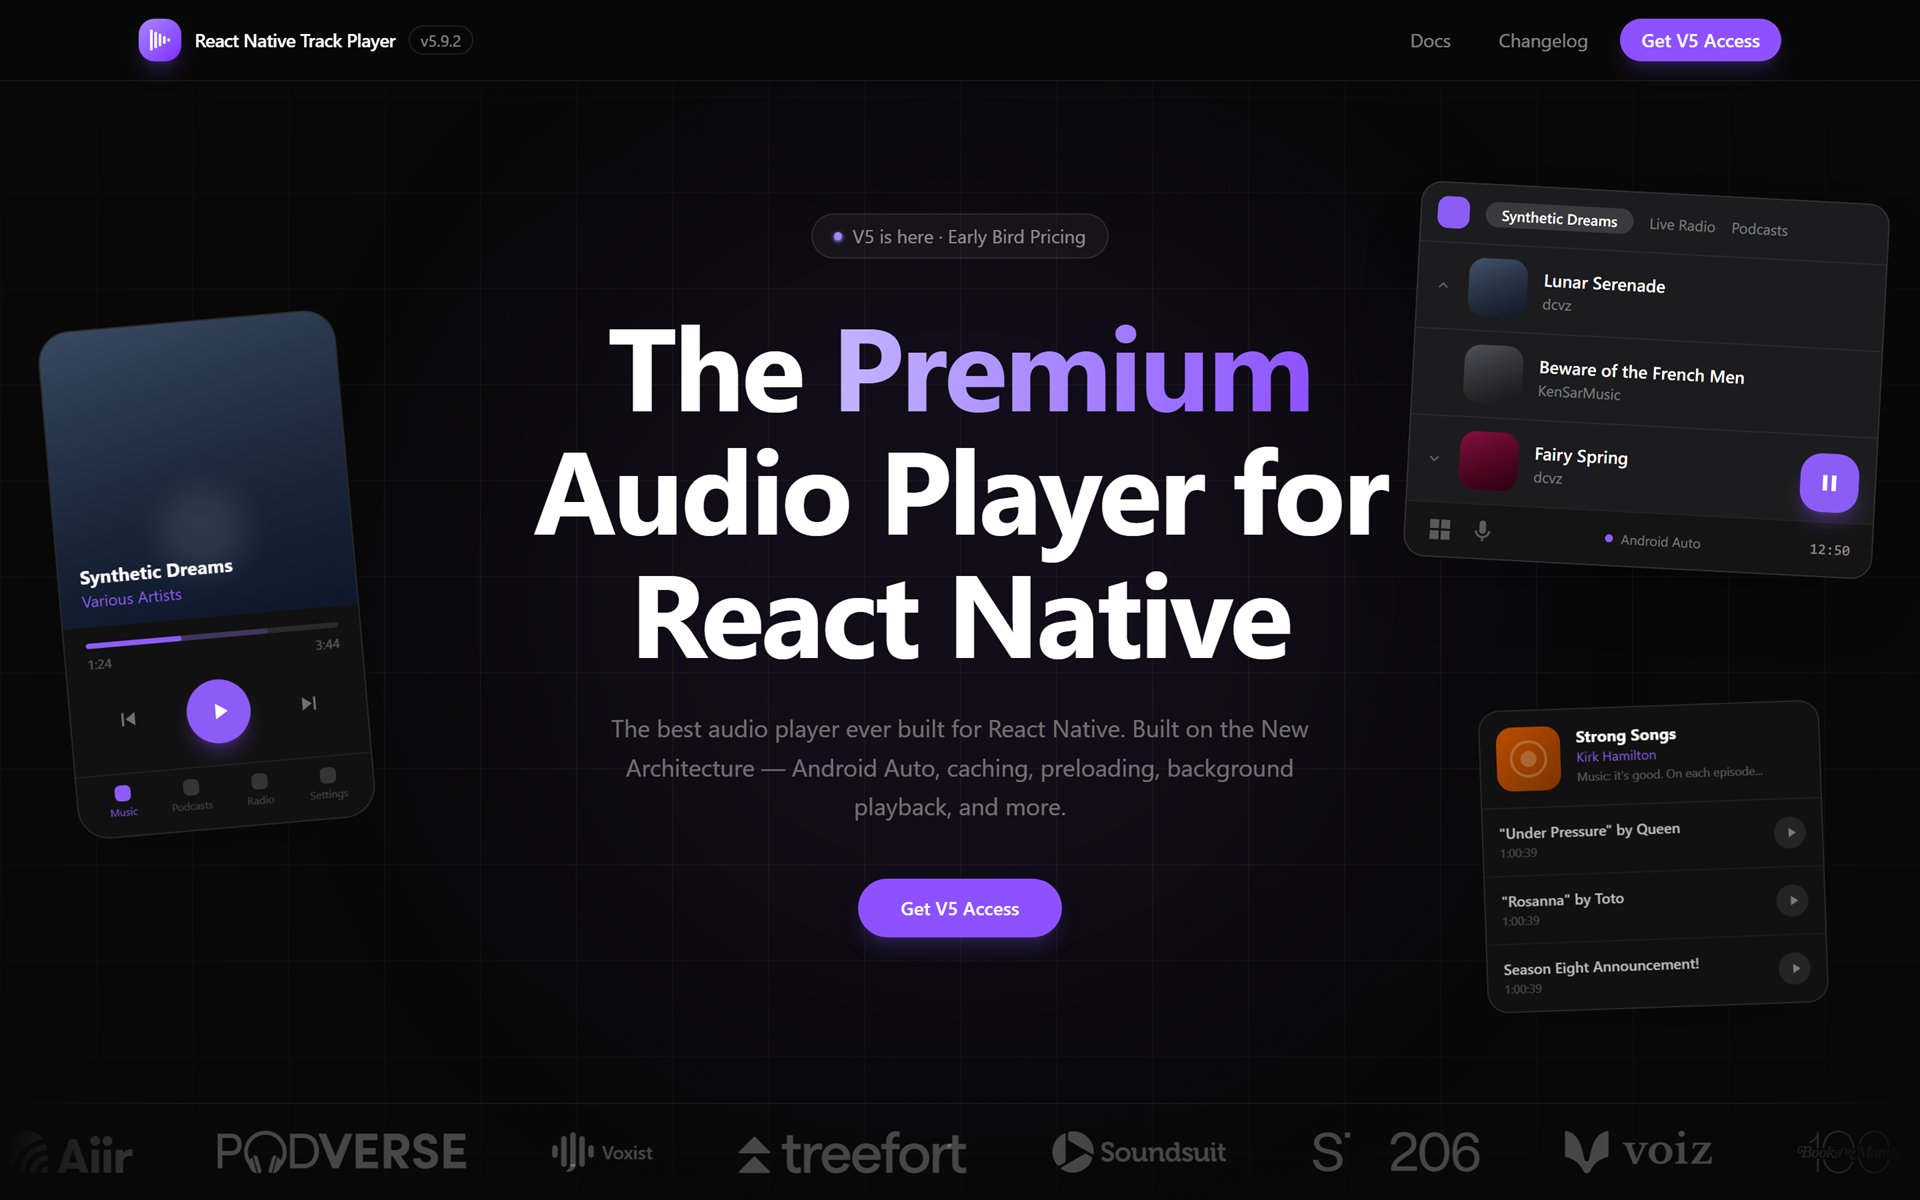 React Native Track Player
v5.9.2
Docs
Changelog
Get V5 Access
V5 is here · Early Bird Pricing
The Premium
Audio Player for
React Native
The best audio player ever built for React Native. Built on the New
Architecture — Android Auto, caching, preloading, background
playback, and more.
Get V5 Access
Synthetic Dreams
Various Artists
1:24
3:44
Music
Podcasts
Radio
Settings
Synthetic Dreams
Live Radio
Podcasts
Lunar Serenade
dcvz
Beware of the French Men
KenSarMusic
Fairy Spring
dcvz
Android Auto
12:50
Strong Songs
Kirk Hamilton
Music: it's good. On each episode...
"Under Pressure" by Queen
1:00:39
"Rosanna" by Toto
1:00:39
Season Eight Announcement!
1:00:39
Aiir
PODVERSE
Voxist
treefort
Soundsuit
S 206
voiz
100
Book of the Month